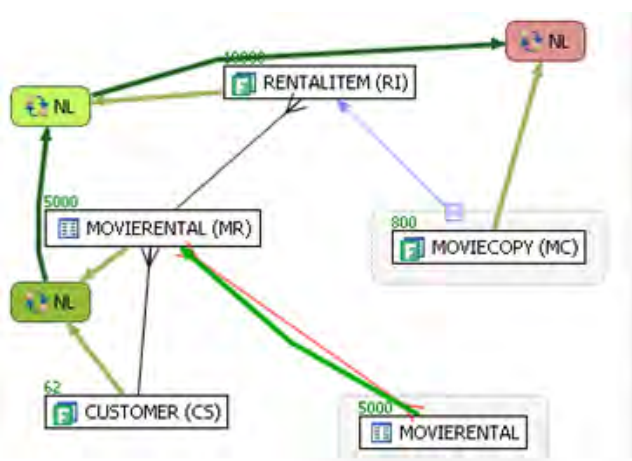 NL
10000
RENTALITEM (RI)
NL
5000
MOVIERENTAL (MR)
800
MOVIECOPY (MC)
NL
62
CUSTOMER (CS)
5000
MOVIERENTAL